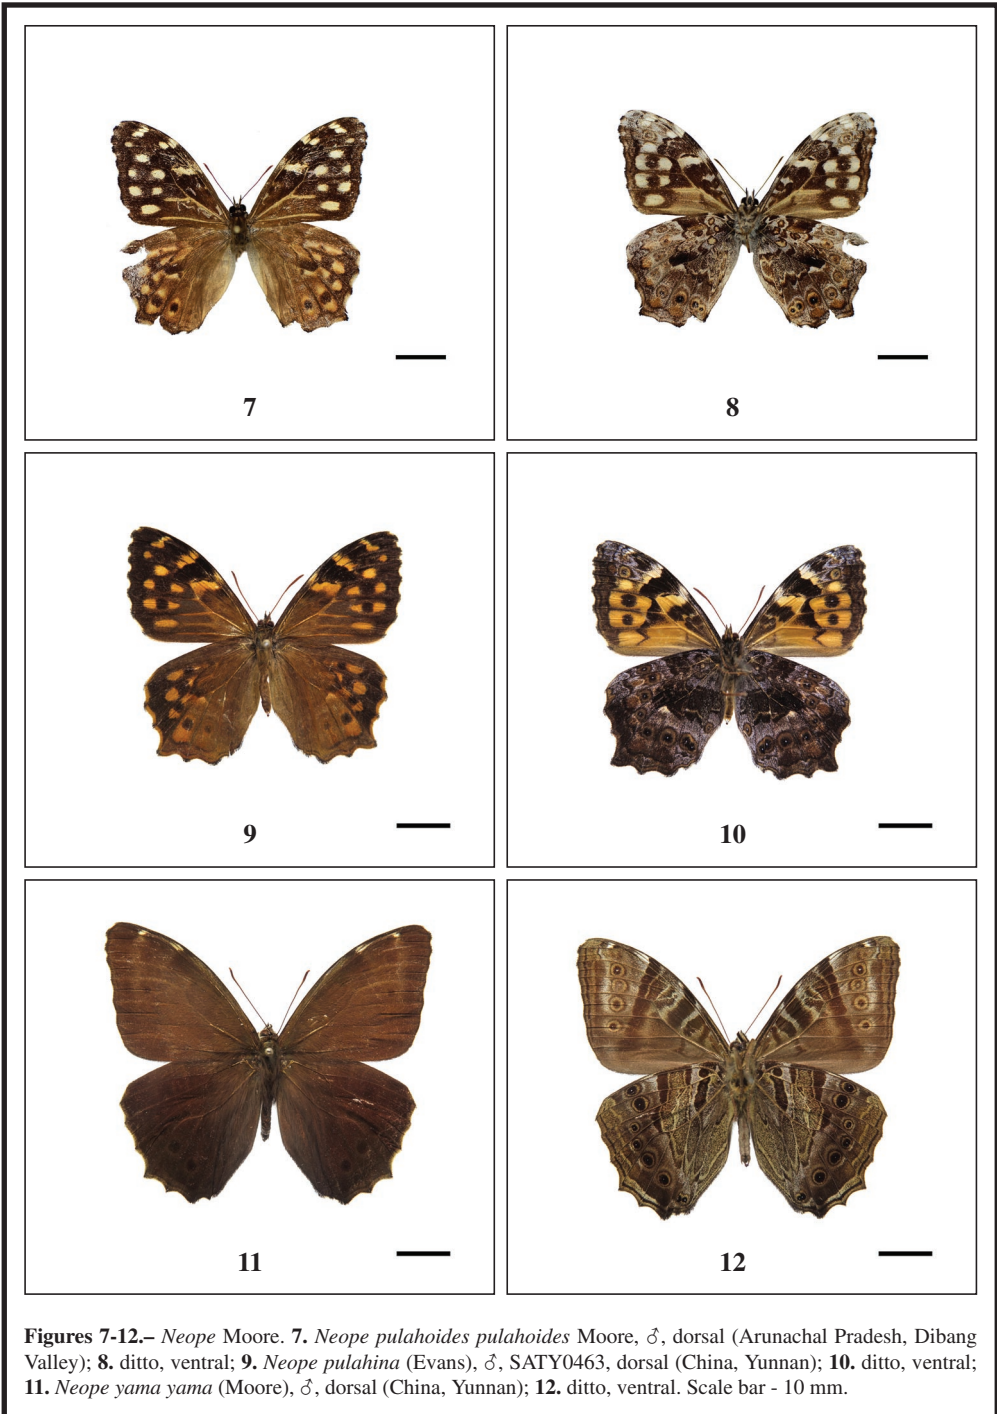 7
8
9
10
11
12
Figures 7-12.– Neope Moore. 7. Neope pulahoides pulahoides Moore, ♂, dorsal (Arunachal Pradesh, Dibang
Valley); 8. ditto, ventral; 9. Neope pulahina (Evans), ♂, SATY0463, dorsal (China, Yunnan); 10. ditto, ventral;
11. Neope yama yama (Moore), ♂, dorsal (China, Yunnan); 12. ditto, ventral. Scale bar - 10 mm.